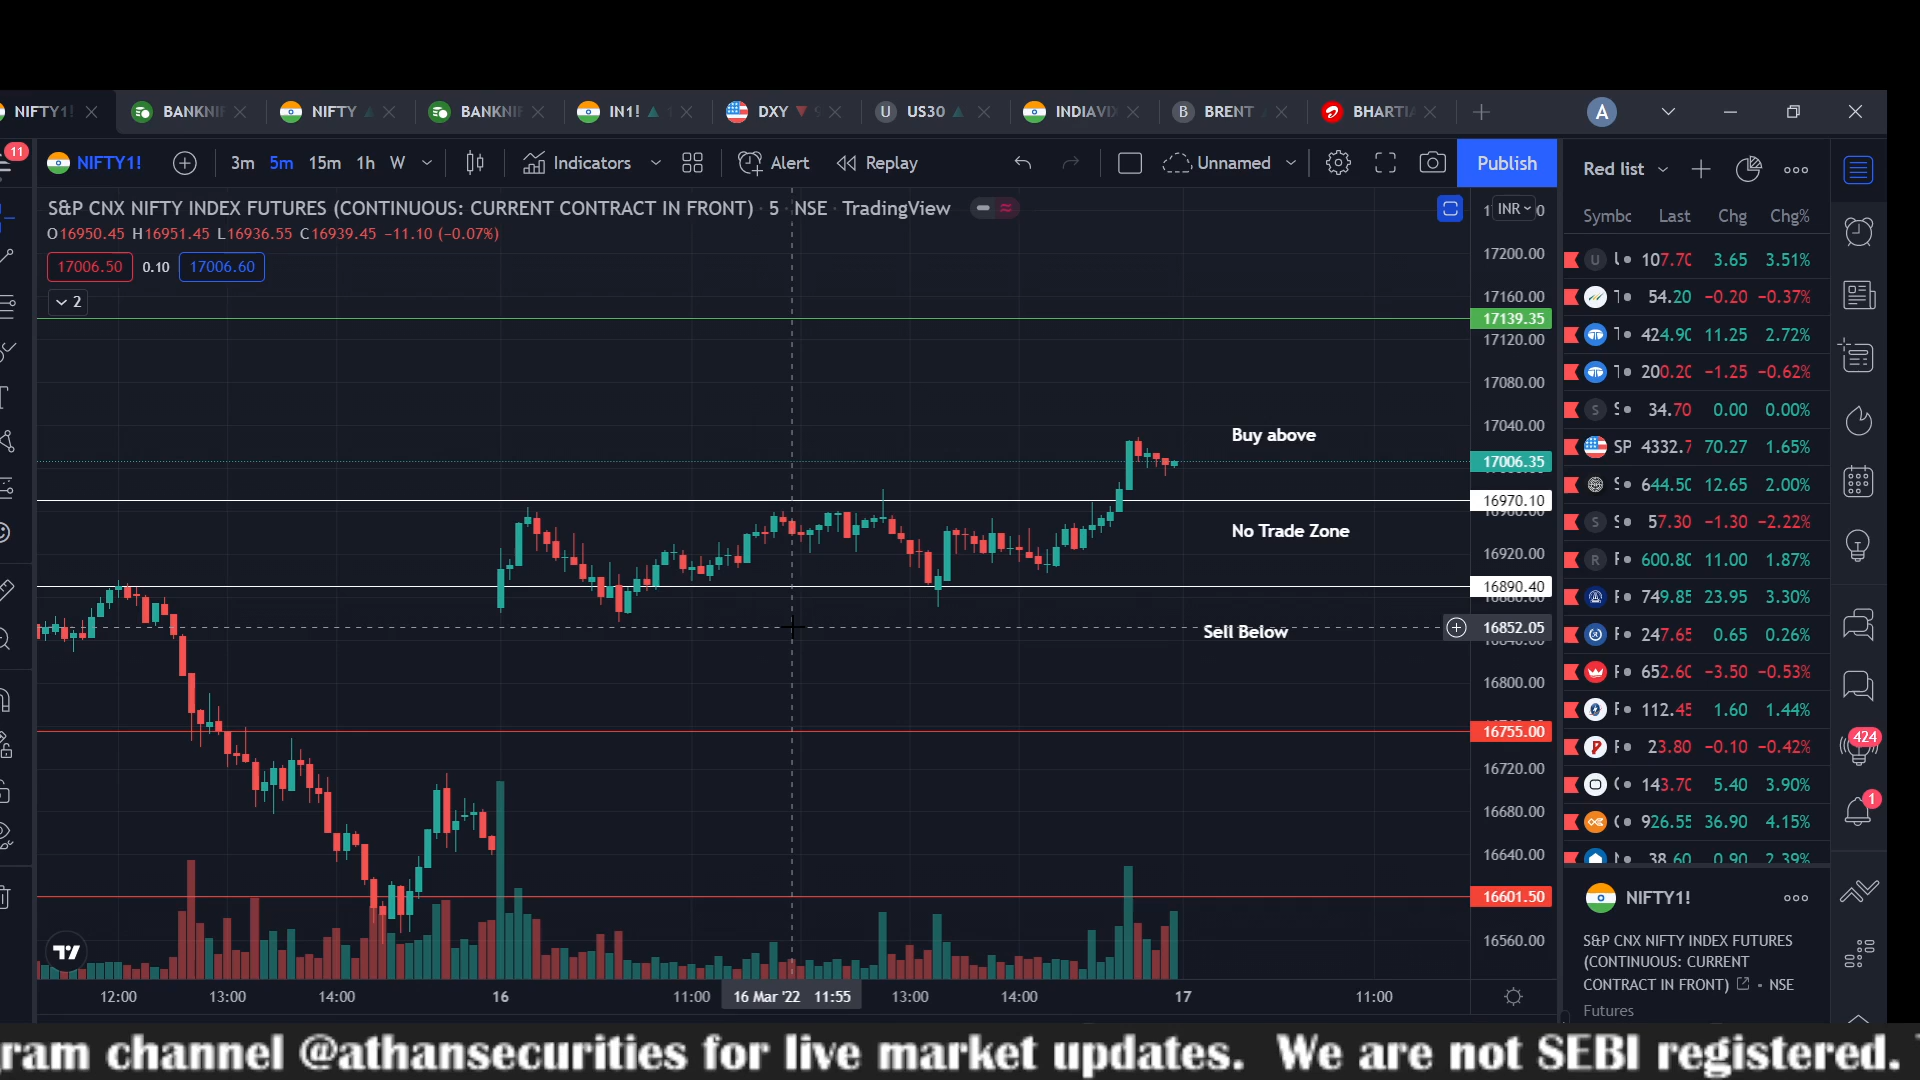 NIFTY1! BANKNIF NIFTY BANKNIF IN1! DXY US30 INDIAVIX BRENT BHARTIA A
11 NIFTY1! 3m 5m 15m 1h W Indicators Alert Replay Unnamed Publish Red list
S&P CNX NIFTY INDEX FUTURES (CONTINUOUS: CURRENT CONTRACT IN FRONT) · 5 · NSE · TradingView INR
O16950.45 H16951.45 L16936.55 C16939.45 −11.10 (−0.07%)
17006.50 0.10 17006.60
2
17200.00
17160.00
17139.35
17120.00
17080.00
17040.00
Buy above
17006.35
16970.10
No Trade Zone
16920.00
16890.40
Sell Below
16852.05
16800.00
16755.00
16720.00
16680.00
16640.00
16601.50
16560.00
12:00 13:00 14:00 16 11:00 16 Mar '22 11:55 13:00 14:00 17 11:00
Last Chg Chg%
U 107.70 3.65 3.51%
54.20 −0.20 −0.37%
424.90 11.25 2.72%
200.20 −1.25 −0.62%
S 34.70 0.00 0.00%
SP 4332.7 70.27 1.65%
644.50 12.65 2.00%
S 57.30 −1.30 −2.22%
R 600.80 11.00 1.87%
749.85 23.95 3.30%
247.65 0.65 0.26%
652.60 −3.50 −0.53%
112.45 1.60 1.44%
23.80 −0.10 −0.42%
143.70 5.40 3.90%
926.55 36.90 4.15%
38.60 0.90 2.39%
424
1
NIFTY1!
S&P CNX NIFTY INDEX FUTURES
(CONTINUOUS: CURRENT
CONTRACT IN FRONT) • NSE
Futures
ram channel @athansecurities for live market updates. We are not SEBI registered.